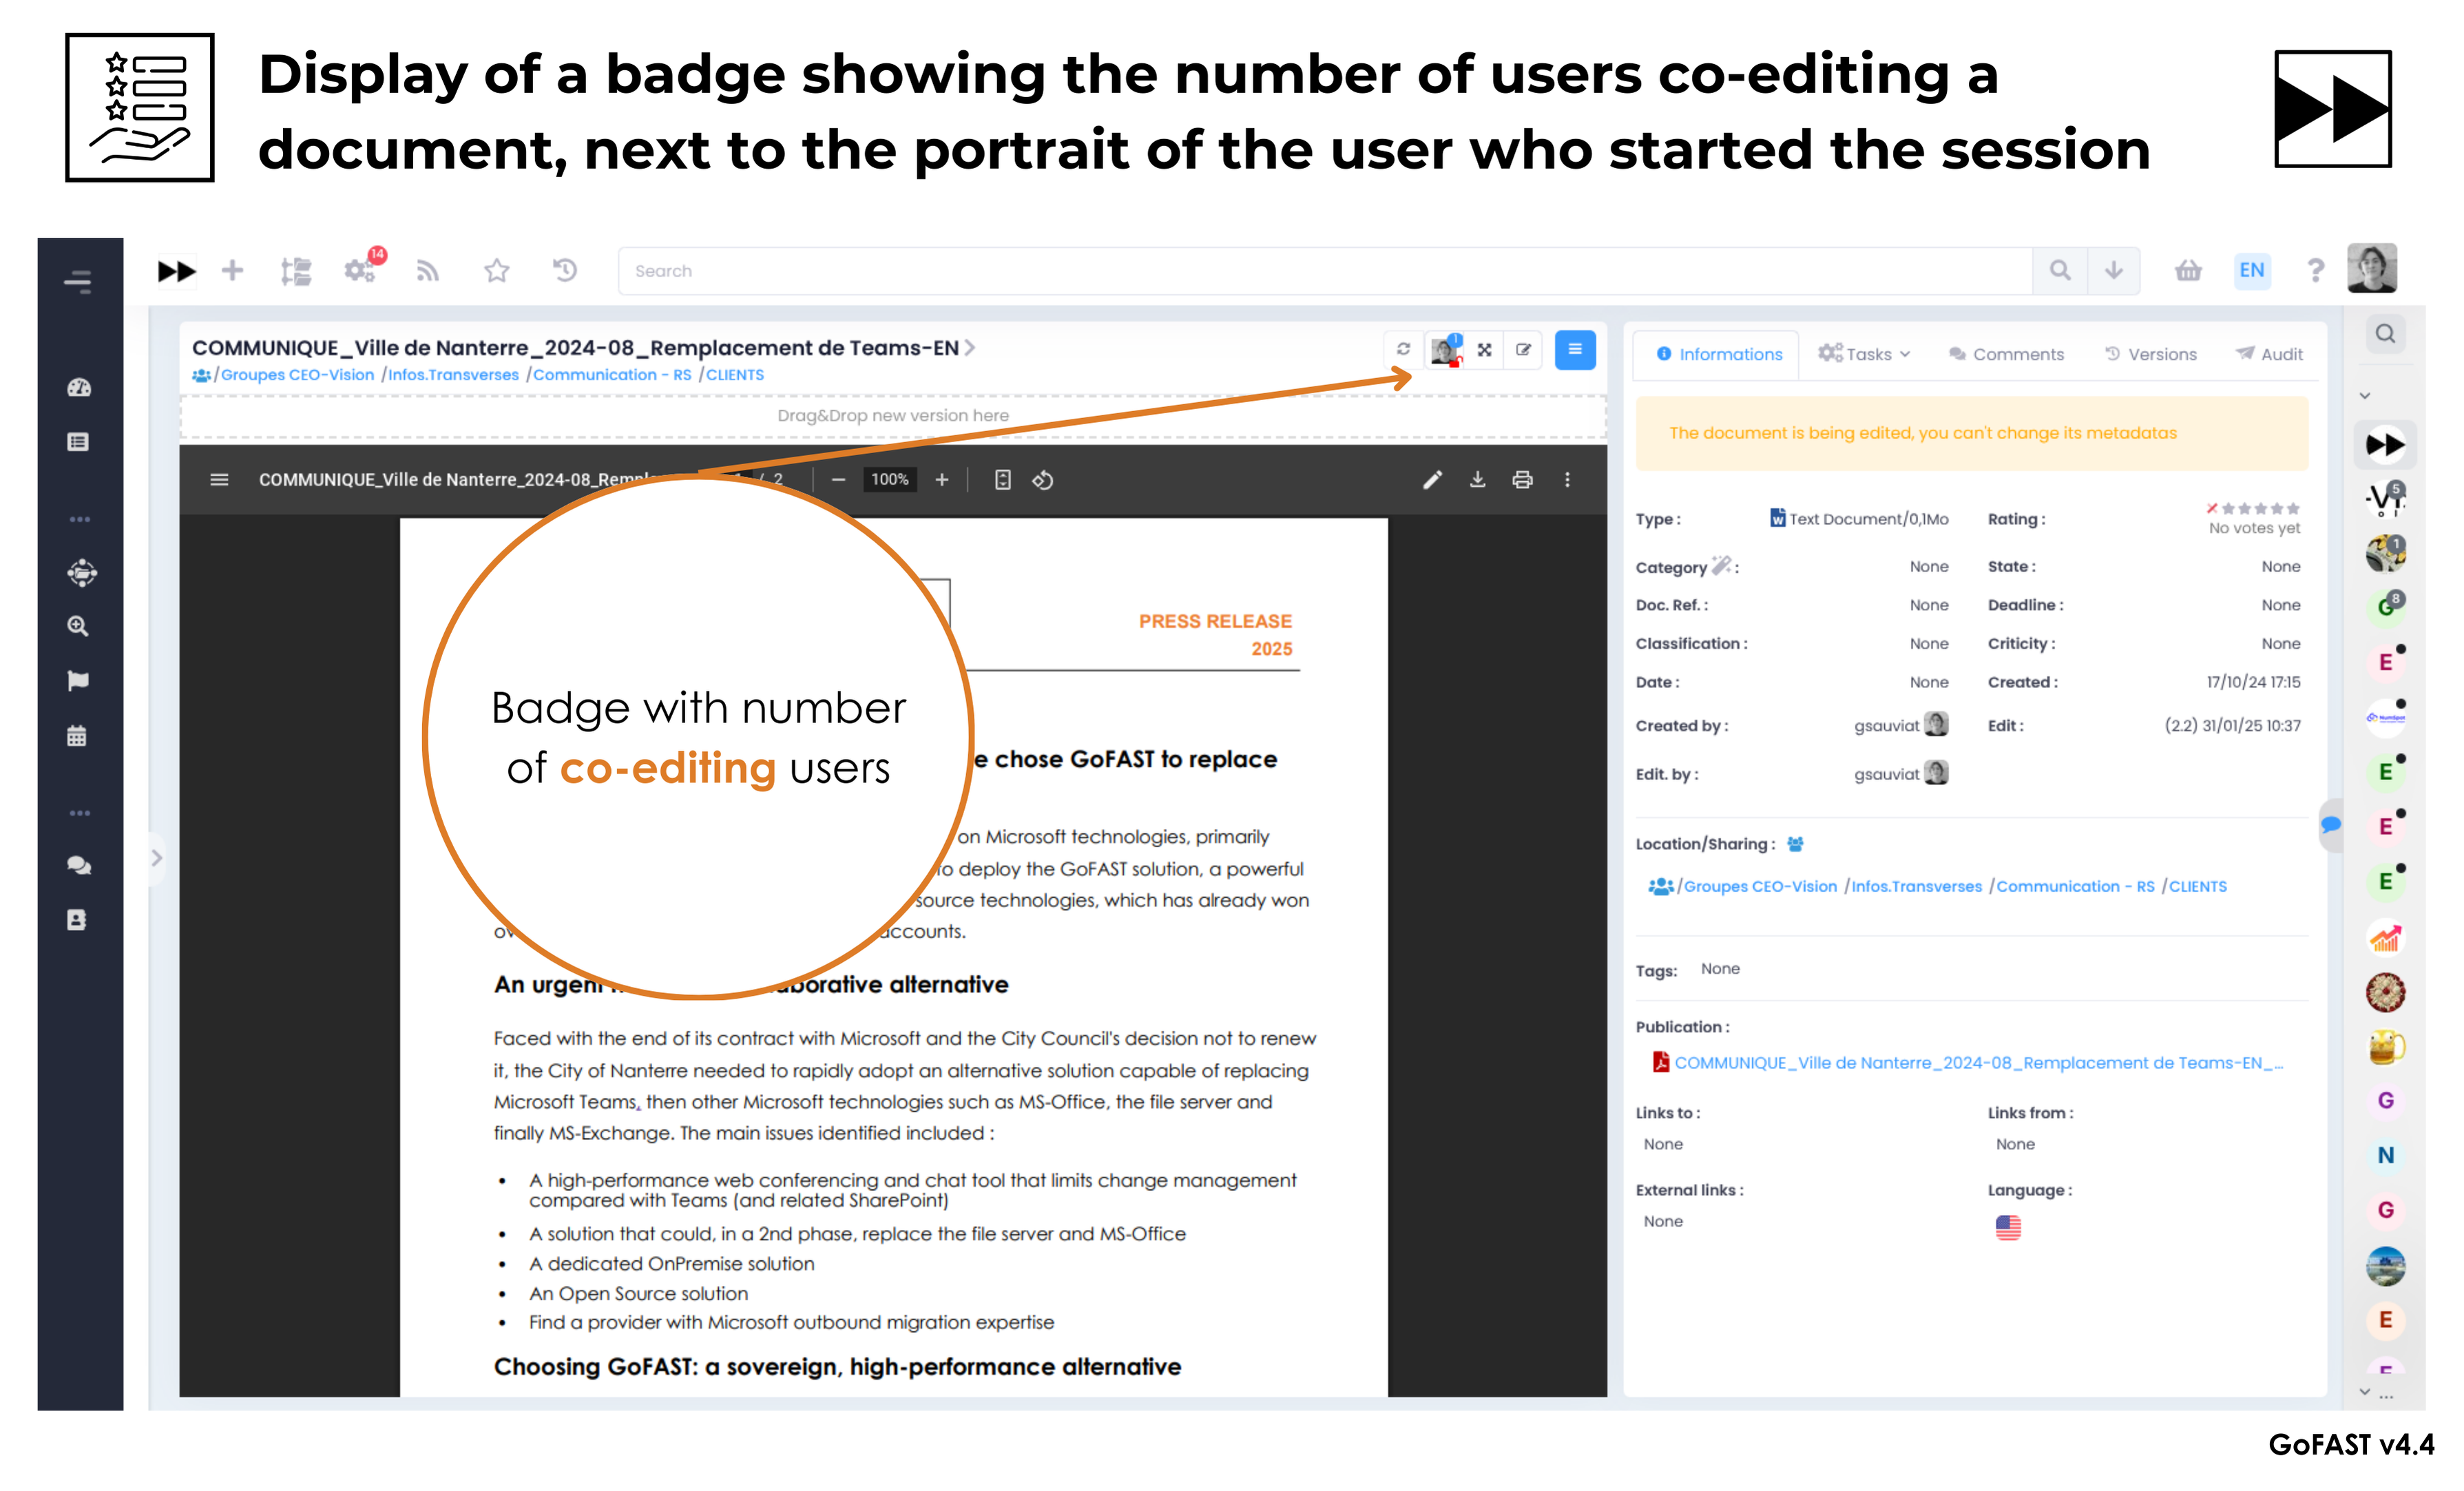 Display of a badge showing the number of users co-editing a
document, next to the portrait of the user who started the session
14
Search
EN
?
COMMUNIQUE_Ville de Nanterre_2024-08_Remplacement de Teams-EN
/Groupes CEO-Vision /Infos.Transverses /Communication - RS /CLIENTS
1
Drag&Drop new version here
COMMUNIQUE_Ville de Nanterre_2024-08_
/ 2
100%
Badge with number
of co-editing users
PRESS RELEASE
2025
chose GoFAST to replace
on Microsoft technologies, primarily
to deploy the GoFAST solution, a powerful
source technologies, which has already won
accounts.
An alternative
Faced with the end of its contract with Microsoft and the City Council's decision not to renew
it, the City of Nanterre needed to rapidly adopt an alternative solution capable of replacing
Microsoft Teams, then other Microsoft technologies such as MS-Office, the file server and
finally MS-Exchange. The main issues identified included :
• A high-performance web conferencing and chat tool that limits change management
compared with Teams (and related SharePoint)
• A solution that could, in a 2nd phase, replace the file server and MS-Office
• A dedicated OnPremise solution
• An Open Source solution
• Find a provider with Microsoft outbound migration expertise
Choosing GoFAST: a sovereign, high-performance alternative
Informations
Tasks
Comments
Versions
Audit
The document is being edited, you can't change its metadatas
Type : Text Document/0,1Mo
Rating : No votes yet
Category : None
State : None
Doc. Ref. : None
Deadline : None
Classification : None
Criticity : None
Date : None
Created : 17/10/24 17:15
Created by : gsauviat
Edit : (2.2) 31/01/25 10:37
Edit. by : gsauviat
Location/Sharing :
/Groupes CEO-Vision /Infos.Transverses /Communication - RS /CLIENTS
Tags: None
Publication :
COMMUNIQUE_Ville de Nanterre_2024-08_Remplacement de Teams-EN_...
Links to :
None
Links from :
None
External links :
None
Language :
5
1
G 8
E
NumSpot
E
E
E
G
N
G
E
...
GoFAST v4.4